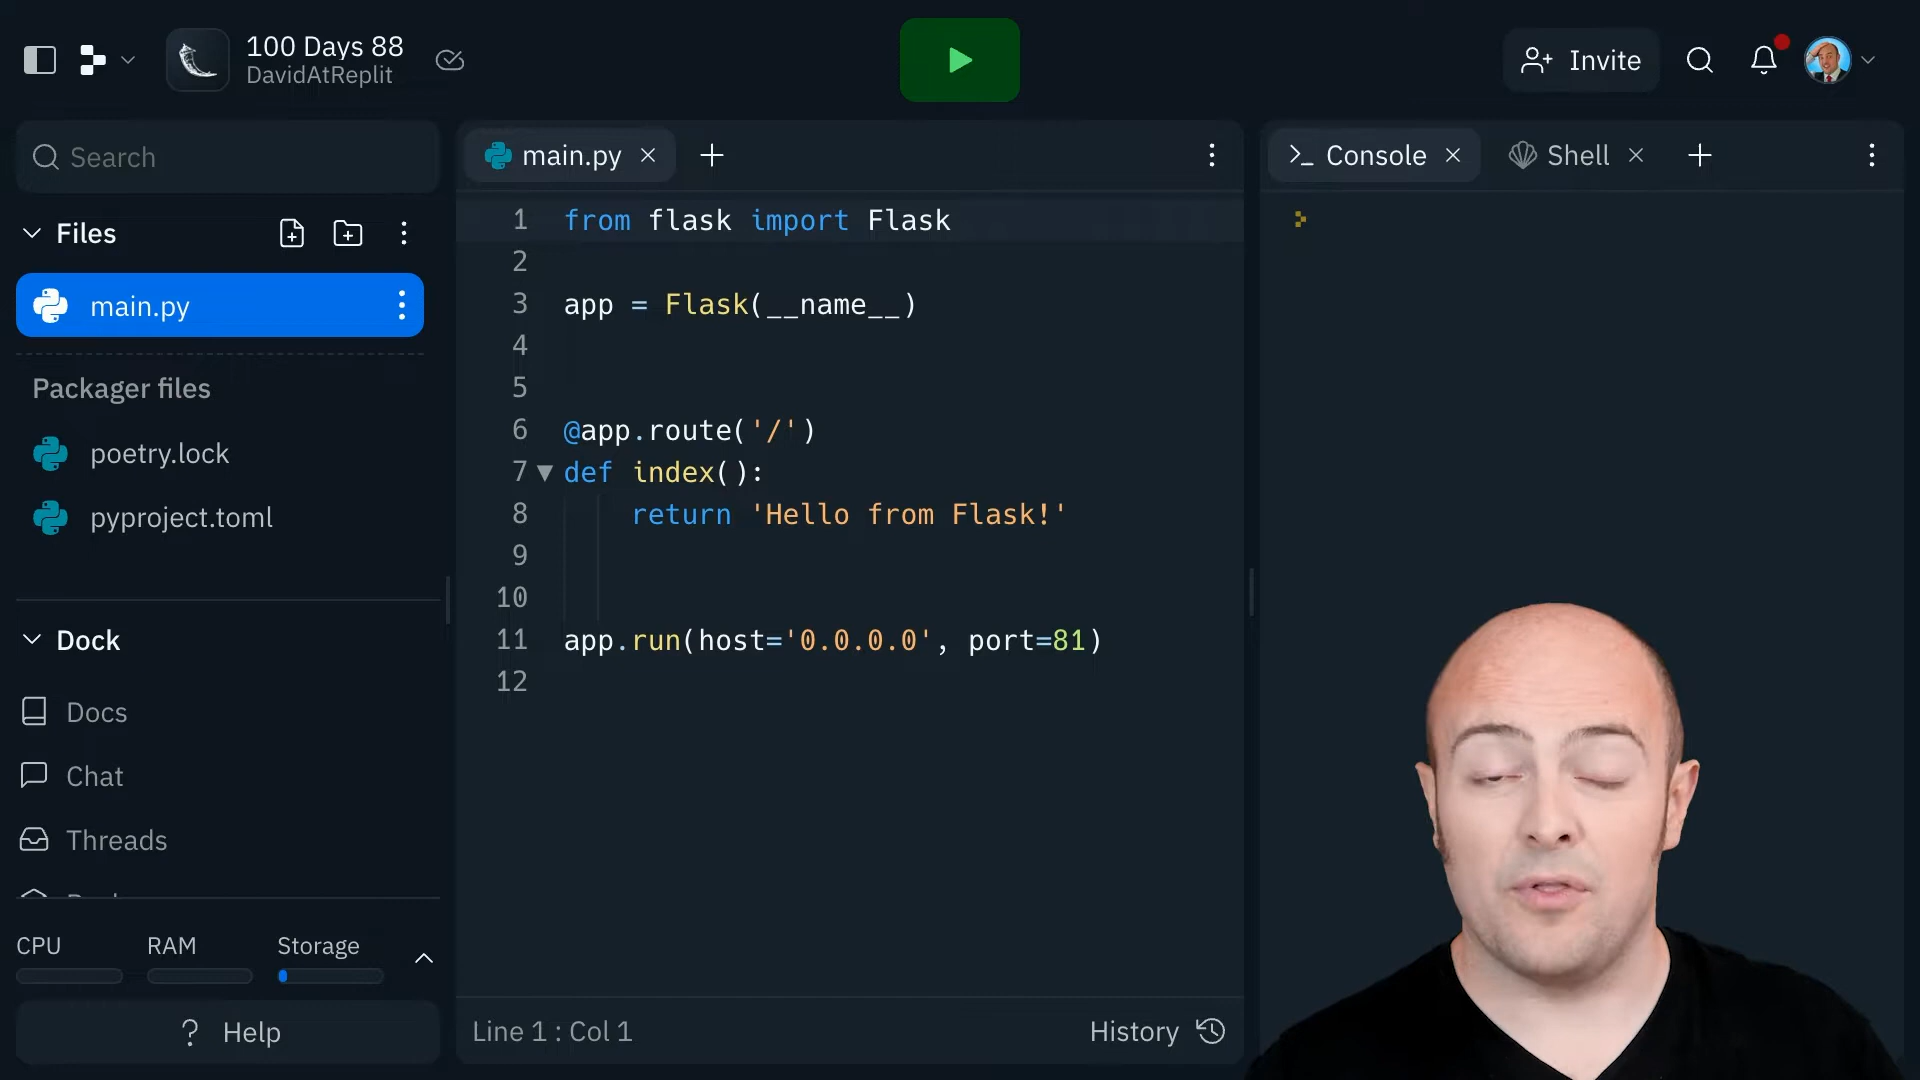 100 Days 88
DavidAtReplit
Invite
Search
Files
main.py
Packager files
poetry.lock
pyproject.toml
Dock
Docs
Chat
Threads
CPU RAM Storage
? Help
main.py
1 from flask import Flask
2
3 app = Flask(__name__)
4
5
6 @app.route('/')
7 def index():
8 return 'Hello from Flask!'
9
10
11 app.run(host='0.0.0.0', port=81)
12
Line 1 : Col 1
History
Console
Shell